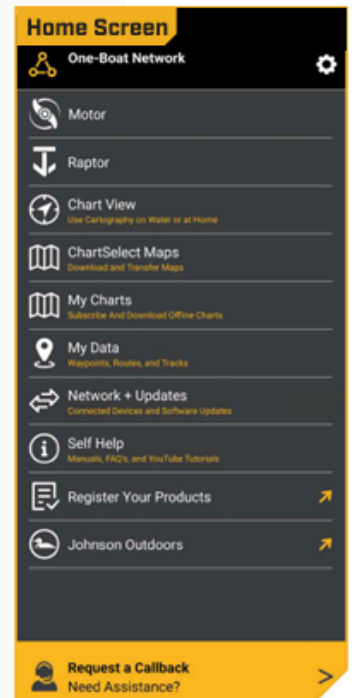 Home Screen
One-Boat Network
Motor
Raptor
Chart View
Use Cartography on Water or at Home
ChartSelect Maps
Download and Transfer Maps
My Charts
Subscribe And Download Offline Charts
My Data
Waypoints, Routes, and Tracks
Network + Updates
Connected Devices and Software Updates
Self Help
Manuals, FAQ's, and YouTube Tutorials
Register Your Products
Johnson Outdoors
Request a Callback
Need Assistance?